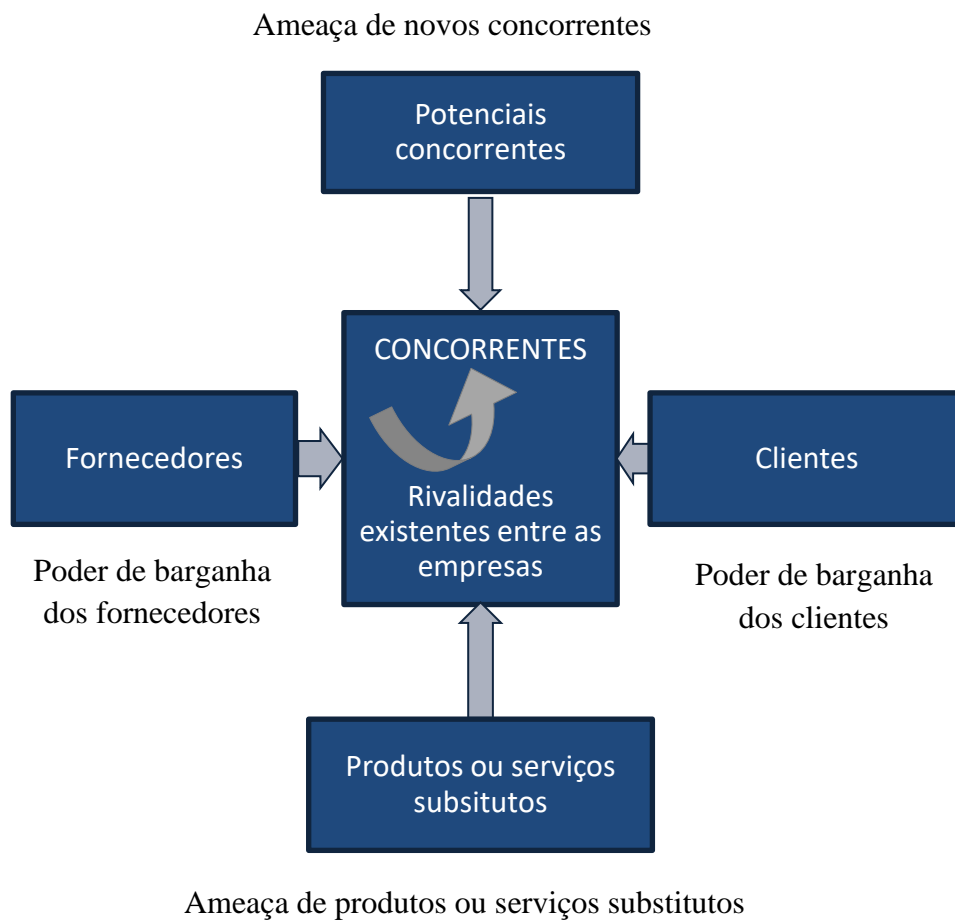 Ameaça de novos concorrentes
Potenciais
concorrentes
CONCORRENTES
Rivalidades
existentes entre as
empresas
Fornecedores
Poder de barganha
dos fornecedores
Clientes
Poder de barganha
dos clientes
Produtos ou serviços
subsitutos
Ameaça de produtos ou serviços substitutos